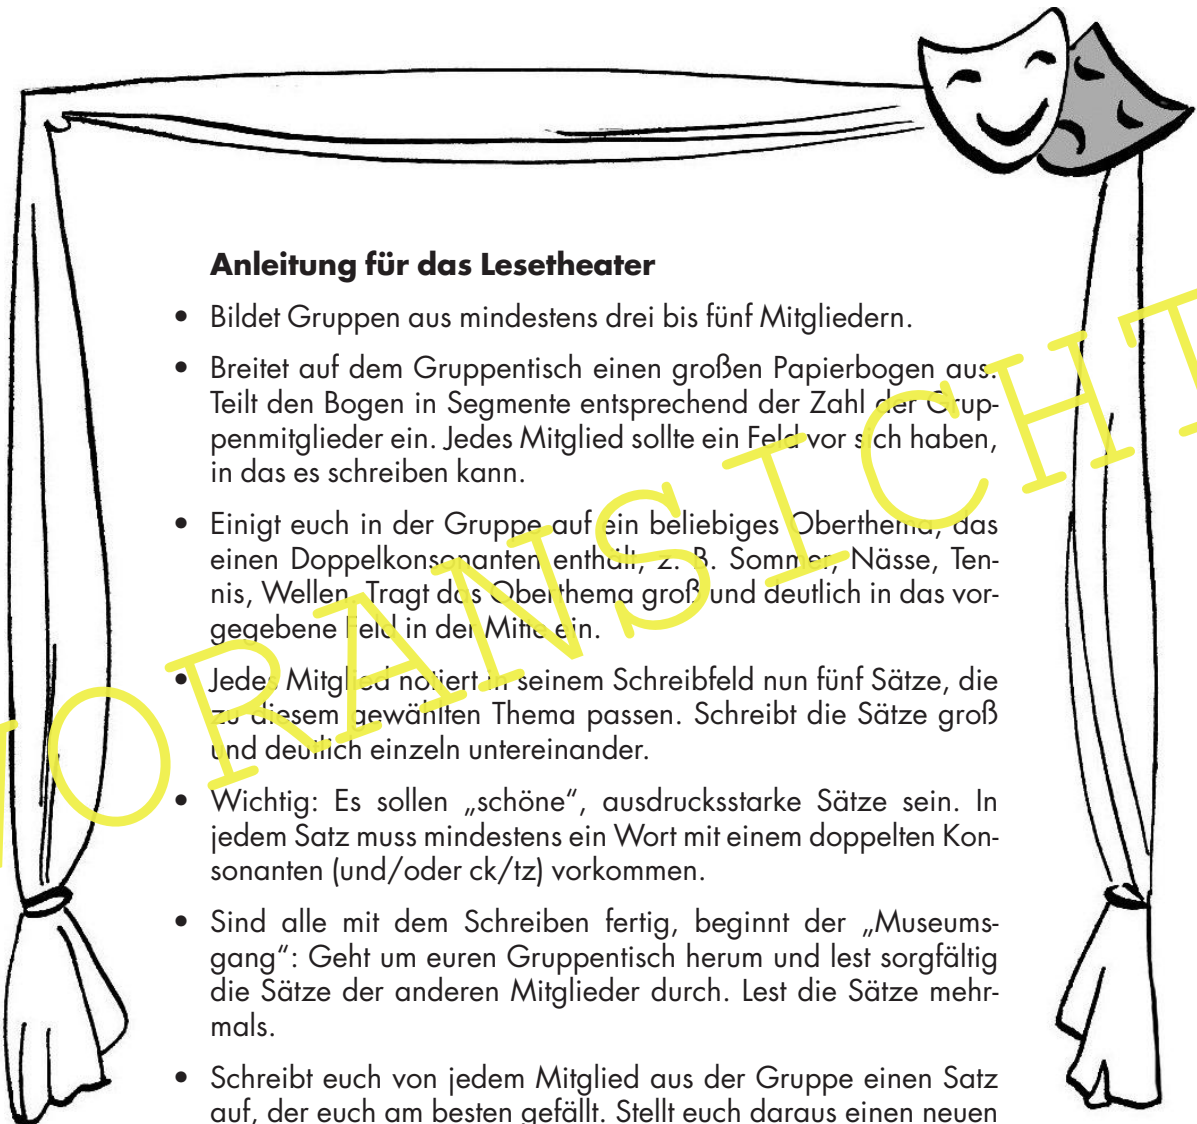 Anleitung für das Lesetheater
• Bildet Gruppen aus mindestens drei bis fünf Mitgliedern.
• Breitet auf dem Gruppentisch einen großen Papierbogen aus.
Teilt den Bogen in Segmente entsprechend der Zahl der Grup-
penmitglieder ein. Jedes Mitglied sollte ein Feld vor sich haben,
in das es schreiben kann.
• Einigt euch in der Gruppe auf ein beliebiges Oberthema, das
einen Doppelkonsonanten enthält, z. B. Sommer, Nässe, Ten-
nis, Wellen. Tragt das Oberthema groß und deutlich in das vor-
gegebene Feld in der Mitte ein.
• Jedes Mitglied notiert in seinem Schreibfeld nun fünf Sätze, die
zu diesem gewählten Thema passen. Schreibt die Sätze groß
und deutlich einzeln untereinander.
• Wichtig: Es sollen „schöne“, ausdrucksstarke Sätze sein. In
jedem Satz muss mindestens ein Wort mit einem doppelten Kon-
sonanten (und/oder ck/tz) vorkommen.
• Sind alle mit dem Schreiben fertig, beginnt der „Museums-
gang“: Geht um euren Gruppentisch herum und lest sorgfältig
die Sätze der anderen Mitglieder durch. Lest die Sätze mehr-
mals.
• Schreibt euch von jedem Mitglied aus der Gruppe einen Satz
auf, der euch am besten gefällt. Stellt euch daraus einen neuen
VORANSICHT